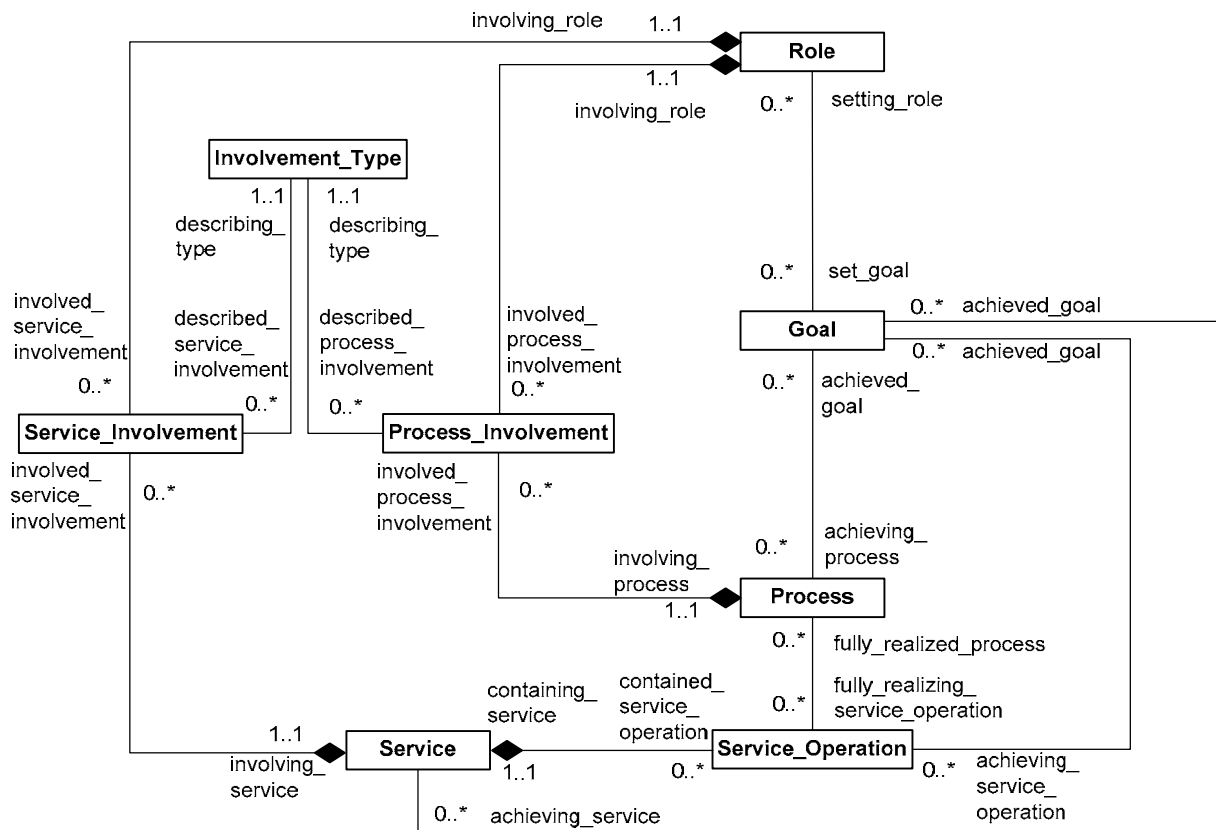 involving_role
1..1
Role
1..1
involving_role
0..*
setting_role
Involvement_Type
1..1
1..1
describing_
type
describing_
type
0..*
set_goal
involved_
service_
involvement
0..*
described_
service_
involvement
0..*
described_
process_
involvement
0..*
involved_
process_
involvement
0..*
0..*
achieved_goal
Goal
0..*
achieved_goal
0..*
achieved_
goal
Service_Involvement
Process_Involvement
involved_
service_
involvement
0..*
involved_
process_
involvement
0..*
0..*
achieving_
process
involving_
process
1..1
Process
0..*
fully_realized_process
containing_
service
contained_
service_
operation
0..*
fully_realizing_
service_operation
1..1
involving_
service
Service
1..1
0..*
Service_Operation
0..*
achieving_
service_
operation
0..*
achieving_service